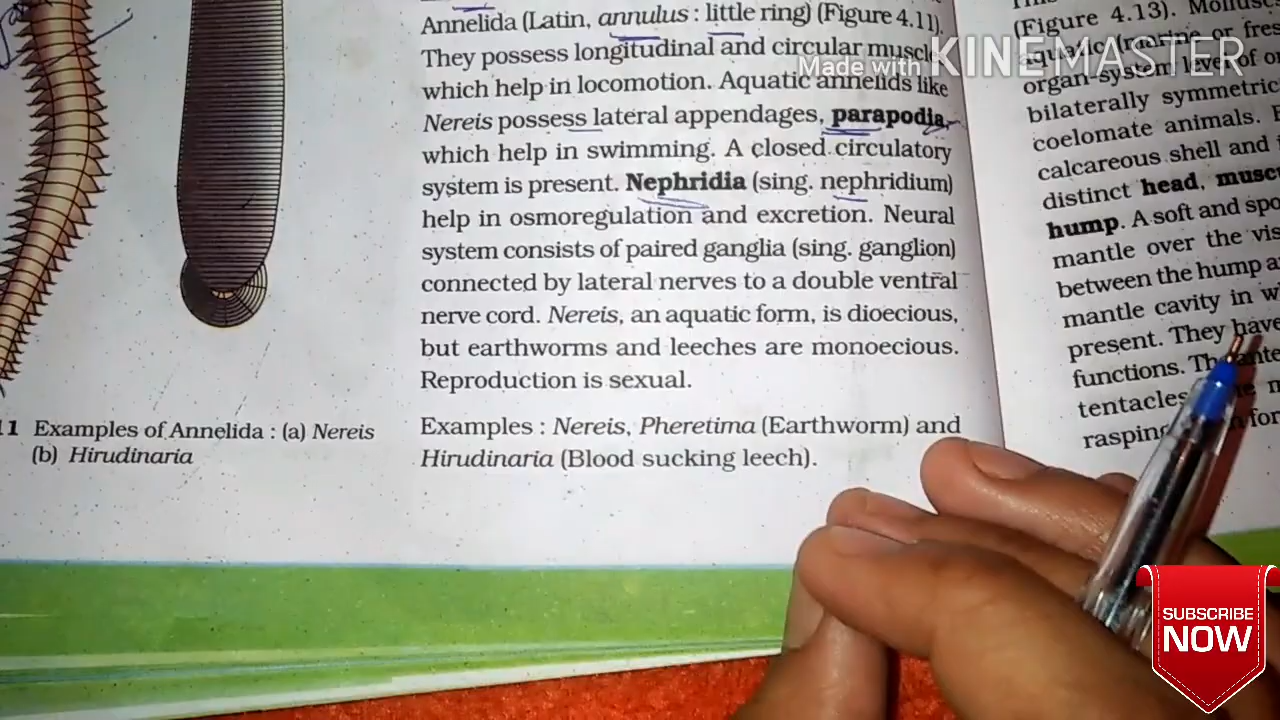 Annelida (Latin, annulus : little ring) (Figure 4.11).
They possess longitudinal and circular
which help in locomotion. Aquatic annelids like
Nereis possess lateral appendages, parapodia,
which help in swimming. A closed circulatory
system is present. Nephridia (sing. nephridium)
help in osmoregulation and excretion. Neural
system consists of paired ganglia (sing. ganglion)
connected by lateral nerves to a double ventral
nerve cord. Nereis, an aquatic form, is dioecious,
but earthworms and leeches are monoecious.
Reproduction is sexual.
Examples : Nereis, Pheretima (Earthworm) and
Hirudinaria (Blood sucking leech).
11 Examples of Annelida : (a) Nereis
(b) Hirudinaria
(Figure 4.13).
aquatic (marine or
organ-system level of
bilaterally
coelomate animals.
calcareous shell and
distinct head,
hump. A soft and
mantle over the
between the hump
mantle cavity in
present. They have
functions.
tentacles
rasping
Made with KINEMASTER
SUBSCRIBE
NOW